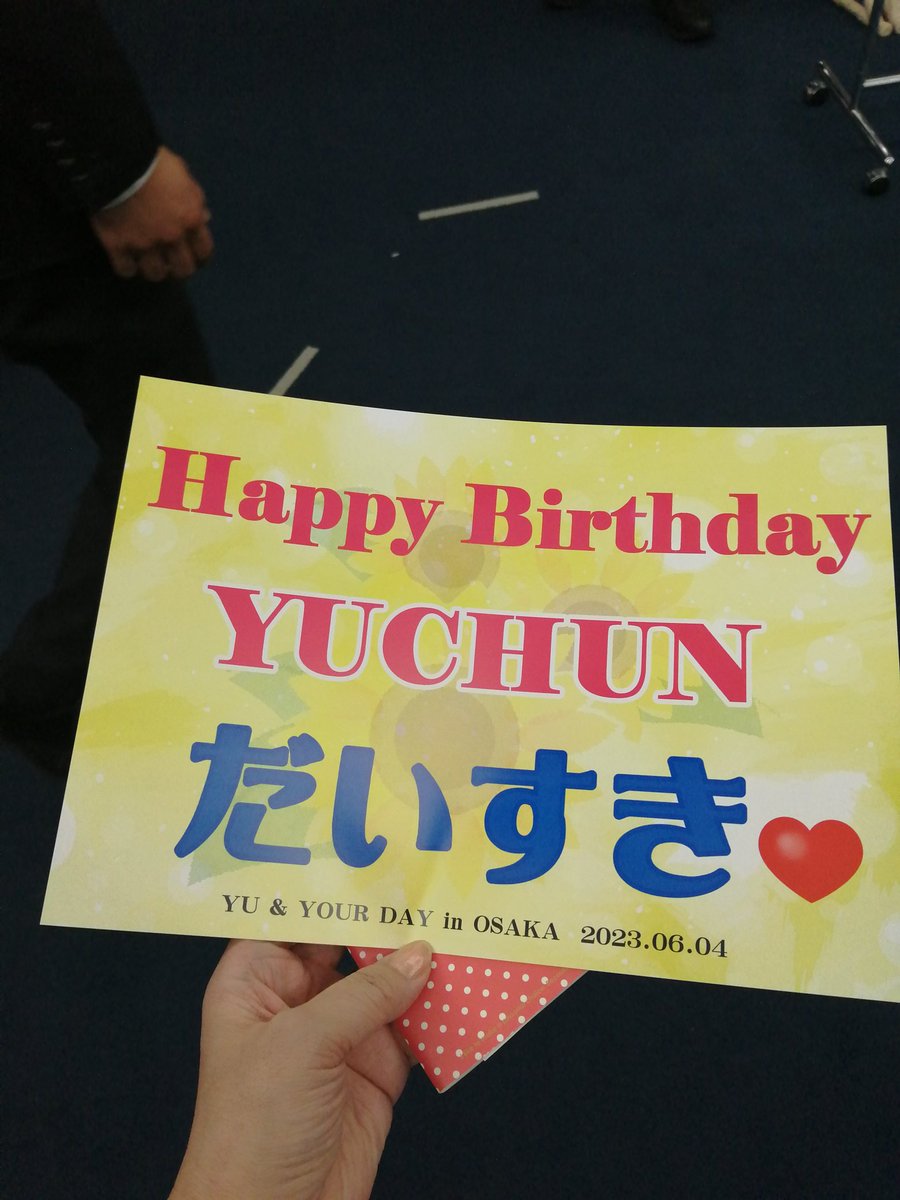 Happy Birthday
YUCHUN
だいすき
YU & YOUR DAY in OSAKA 2023.06.04